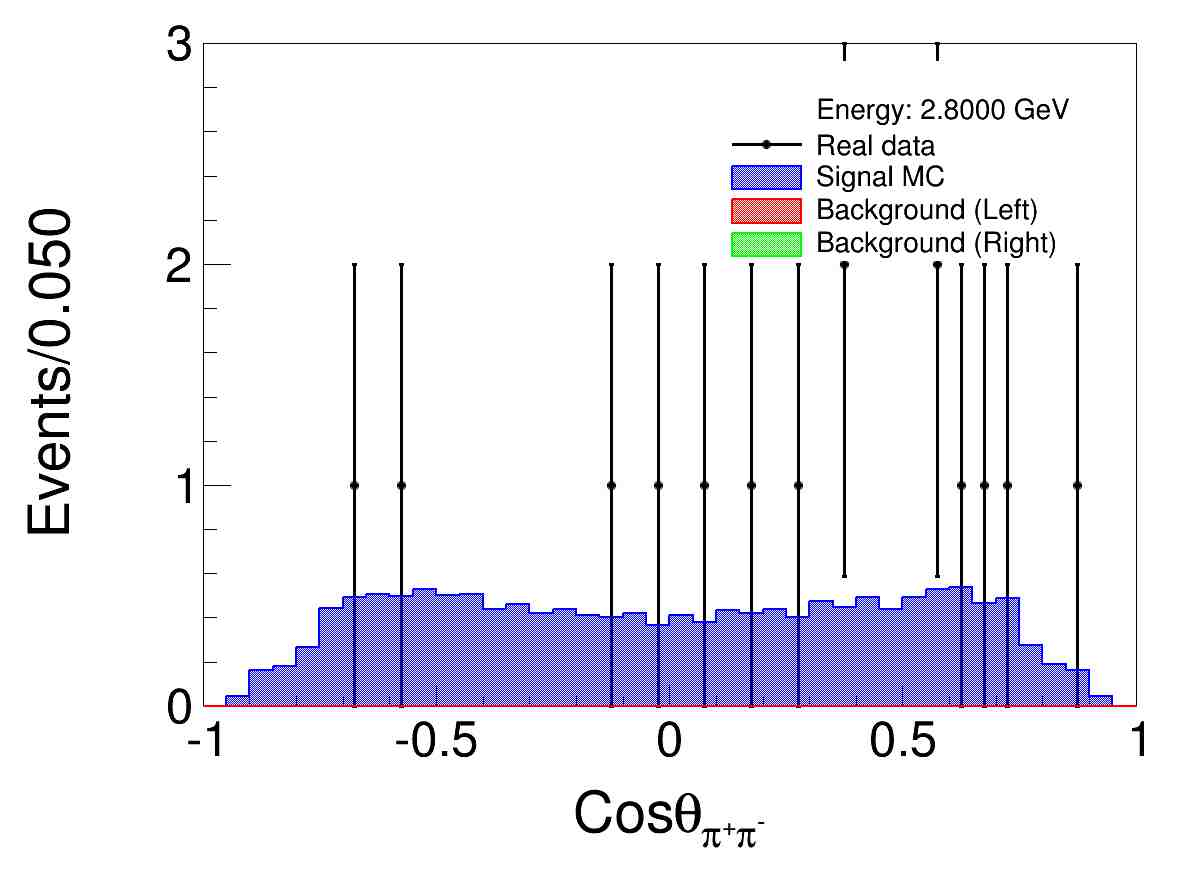 3
Energy: 2.8000 GeV
Real data
Signal MC
Background (Left)
Background (Right)
2
1
0
-1 -0.5 0 0.5 1
Events/0.050
Cosθπ+π-